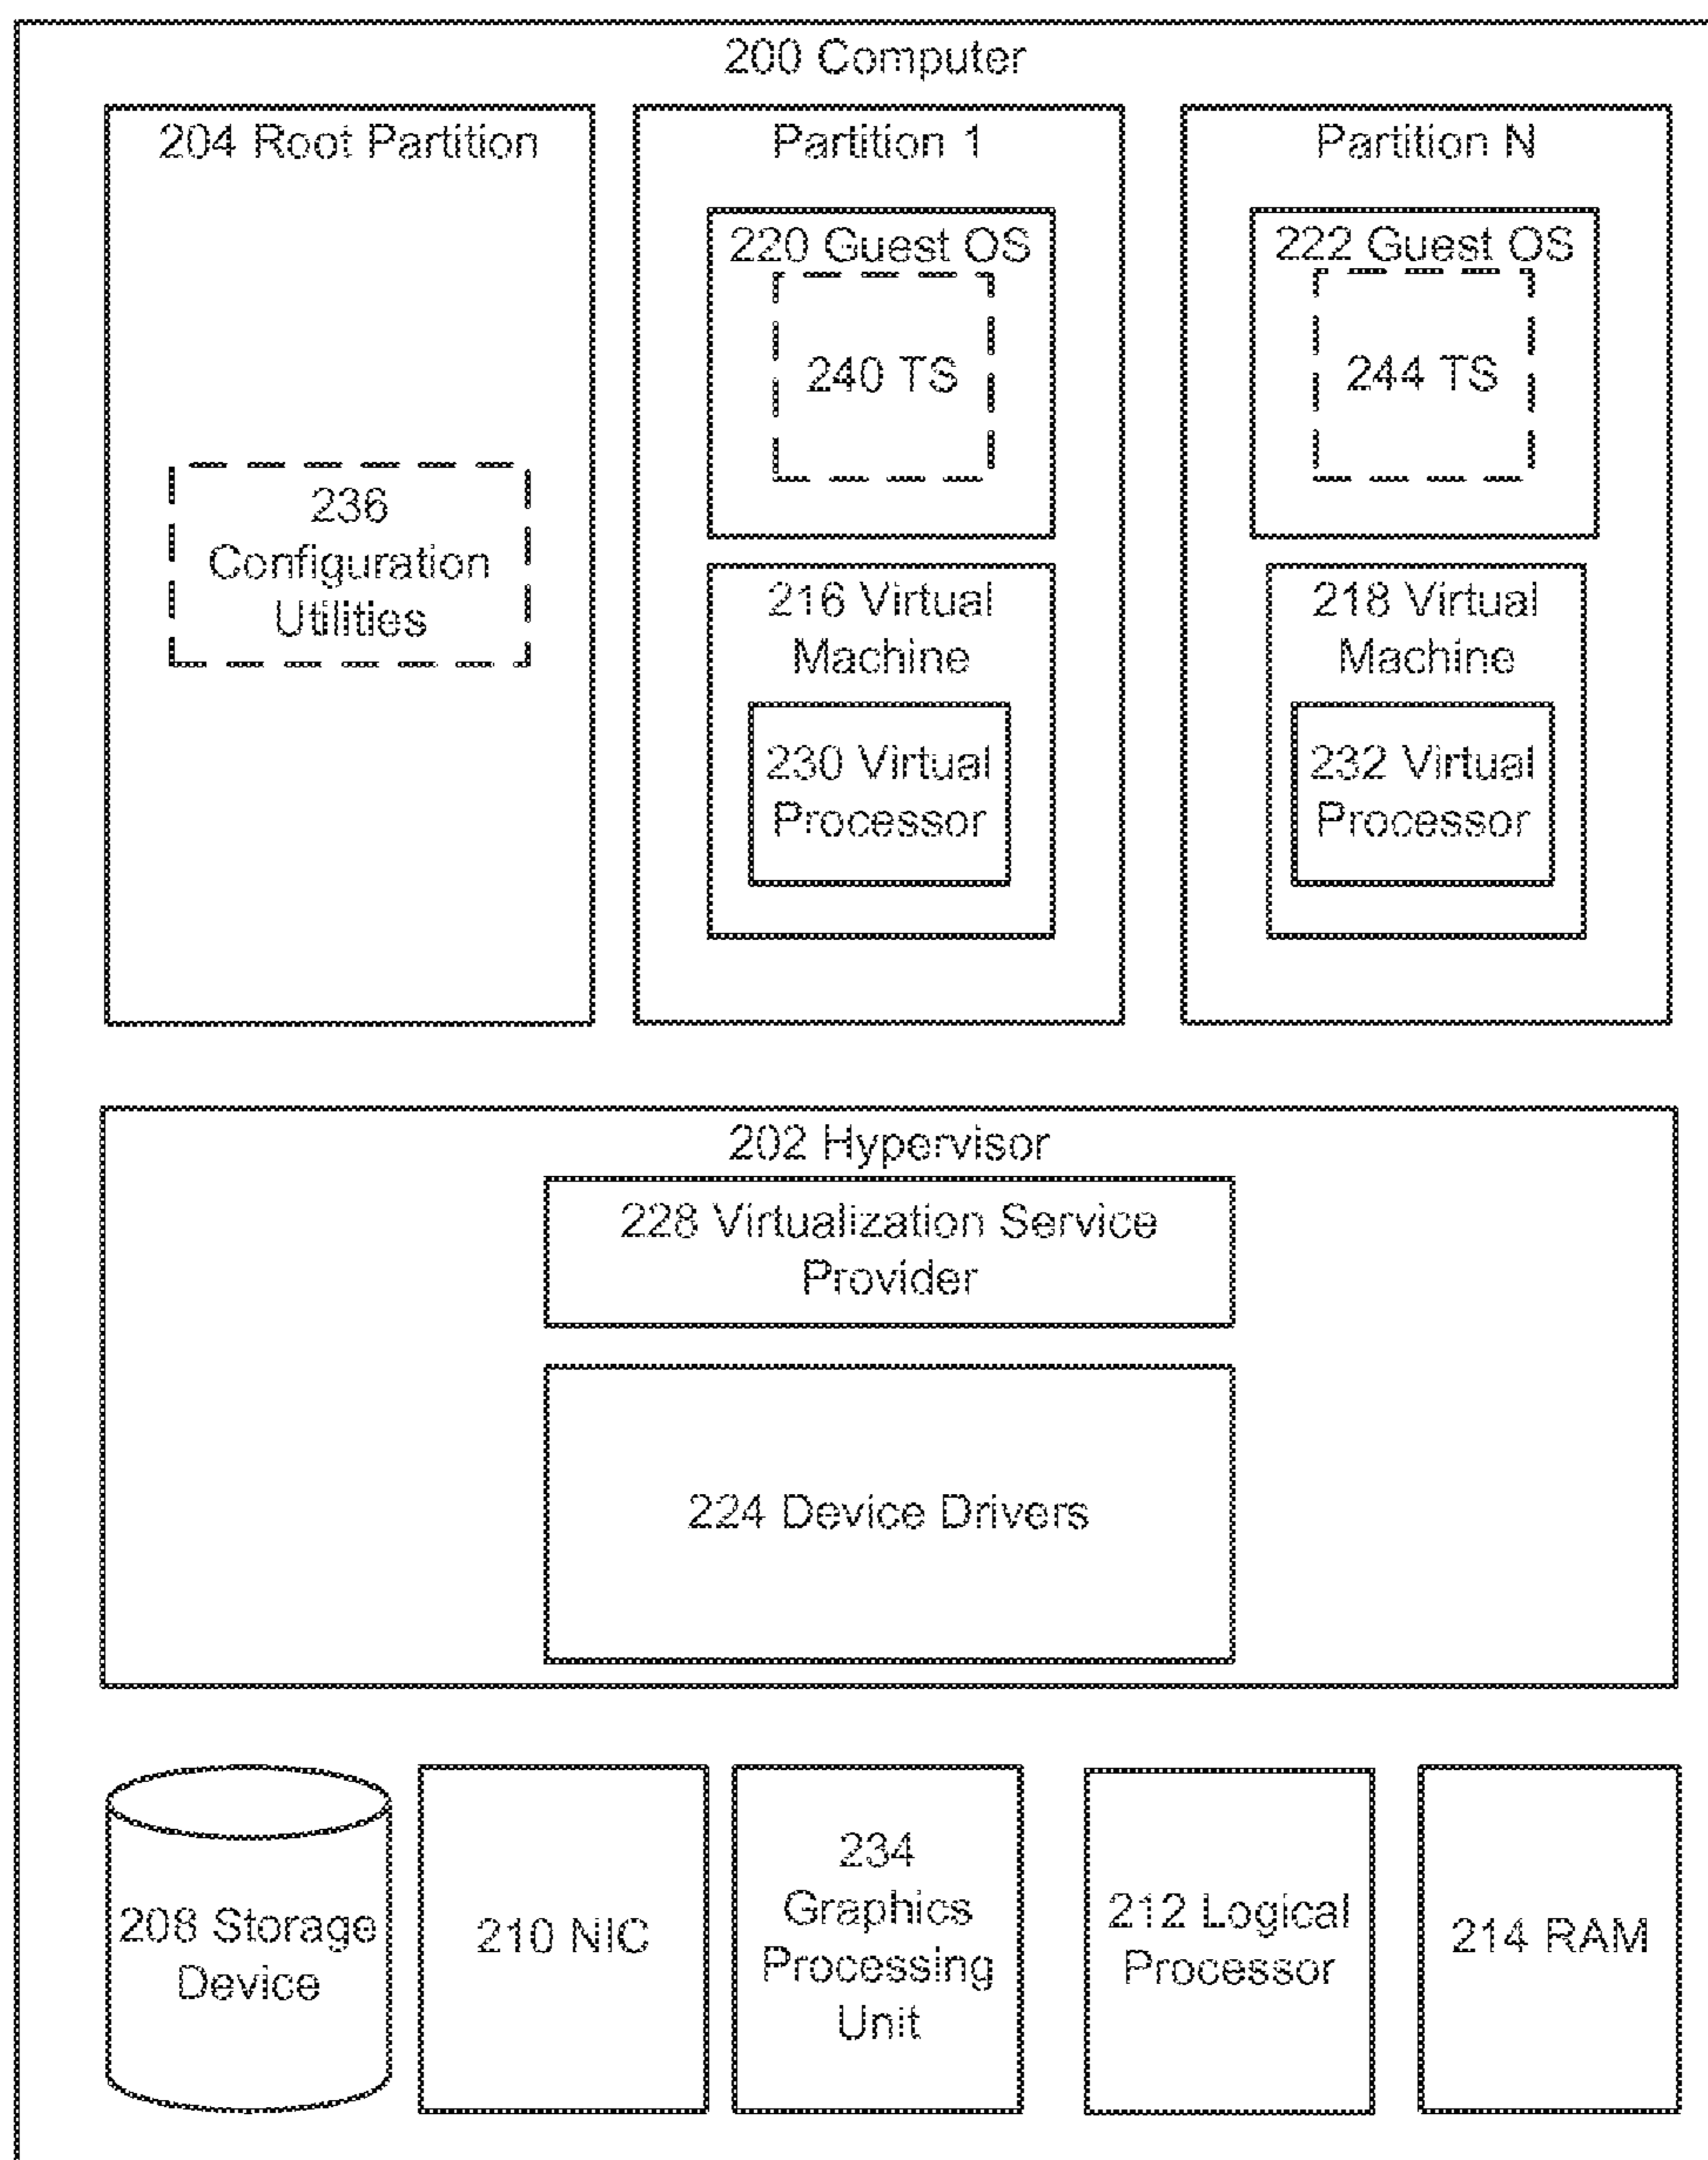 200 Computer
204 Root Partition
236
Configuration
Utilities
Partition 1
220 Guest OS
240 TS
216 Virtual
Machine
230 Virtual
Processor
Partition N
222 Guest OS
244 TS
218 Virtual
Machine
232 Virtual
Processor
202 Hypervisor
228 Virtualization Service
Provider
224 Device Drivers
208 Storage
Device
210 NIC
234
Graphics
Processing
Unit
212 Logical
Processor
214 RAM